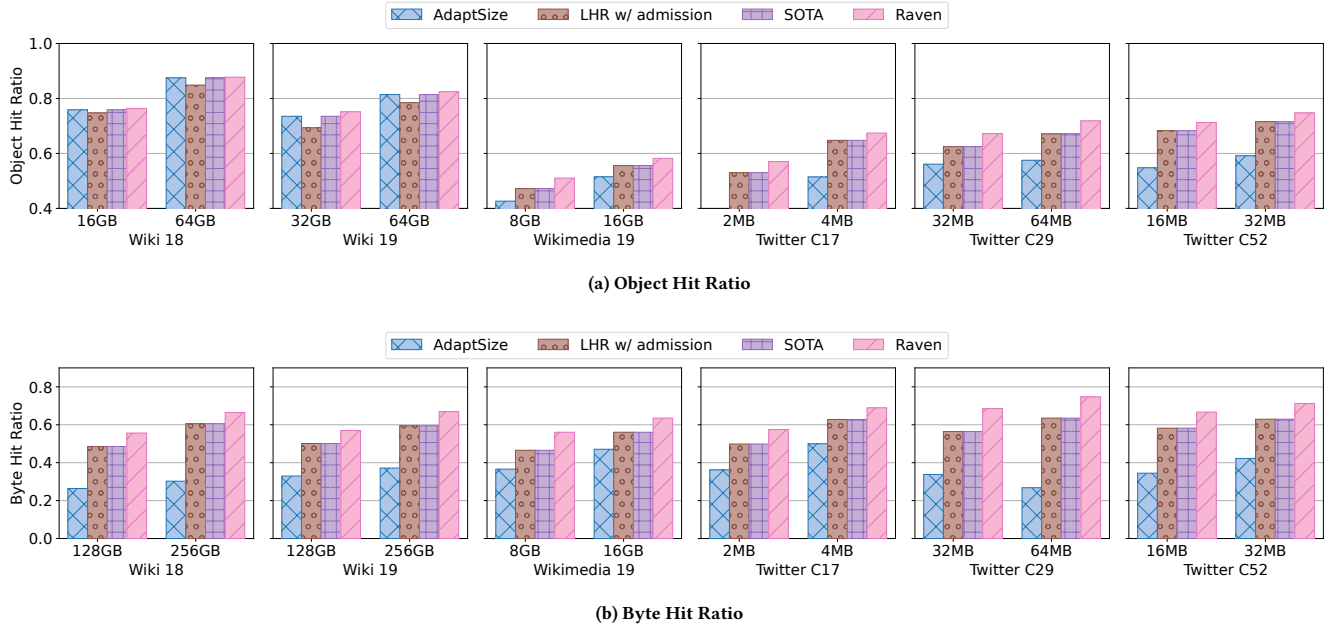 AdaptSize LHR w/ admission SOTA Raven
Object Hit Ratio
1.0
0.8
0.6
0.4
16GB 64GB 32GB 64GB 8GB 16GB 2MB 4MB 32MB 64MB 16MB 32MB
Wiki 18 Wiki 19 Wikimedia 19 Twitter C17 Twitter C29 Twitter C52
(a) Object Hit Ratio
AdaptSize LHR w/ admission SOTA Raven
Byte Hit Ratio
0.8
0.6
0.4
0.2
0.0
128GB 256GB 128GB 256GB 8GB 16GB 2MB 4MB 32MB 64MB 16MB 32MB
Wiki 18 Wiki 19 Wikimedia 19 Twitter C17 Twitter C29 Twitter C52
(b) Byte Hit Ratio